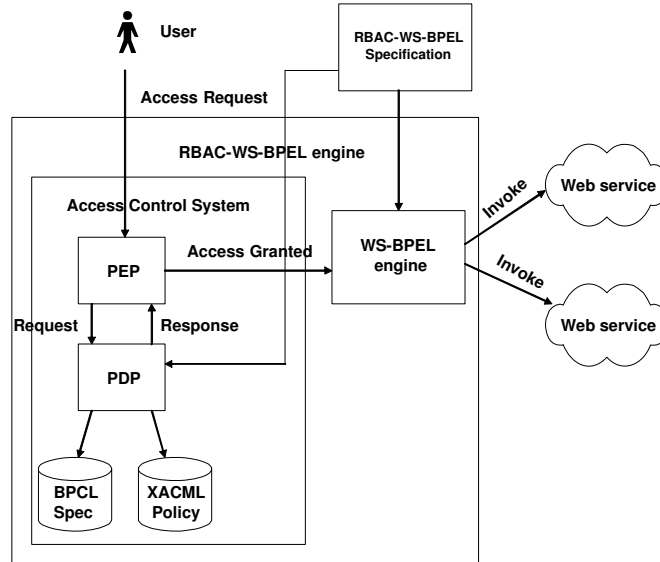 User
RBAC-WS-BPEL
Specification
Access Request
RBAC-WS-BPEL engine
Access Control System
PEP
Access Granted
WS-BPEL
engine
Invoke
Web service
Invoke
Web service
Request
Response
PDP
BPCL
Spec
XACML
Policy